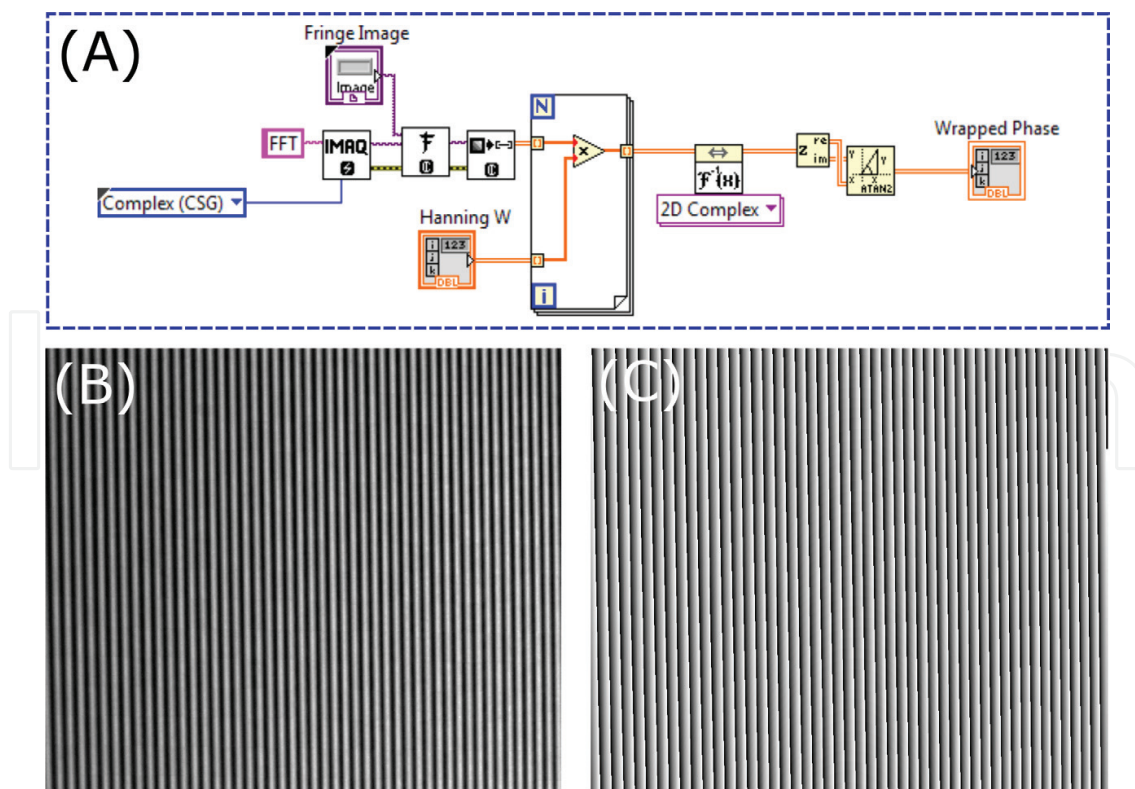 (A)
Fringe Image
Image
FFT
IMAQ
N
Complex (CSG)
Hanning W
i
j
k
123
DBL
i
2D Complex
z re
im
Y
X
Y
X
ATAN2
Wrapped Phase
i
j
k
123
DBL
(B)
(C)